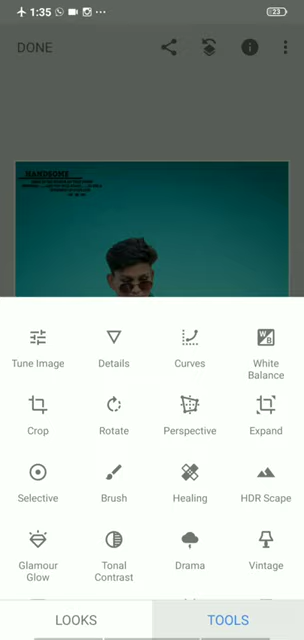 1:35
23
DONE
HANDSOME
Tune Image
Details
Curves
White Balance
Crop
Rotate
Perspective
Expand
Selective
Brush
Healing
HDR Scape
Glamour Glow
Tonal Contrast
Drama
Vintage
LOOKS
TOOLS